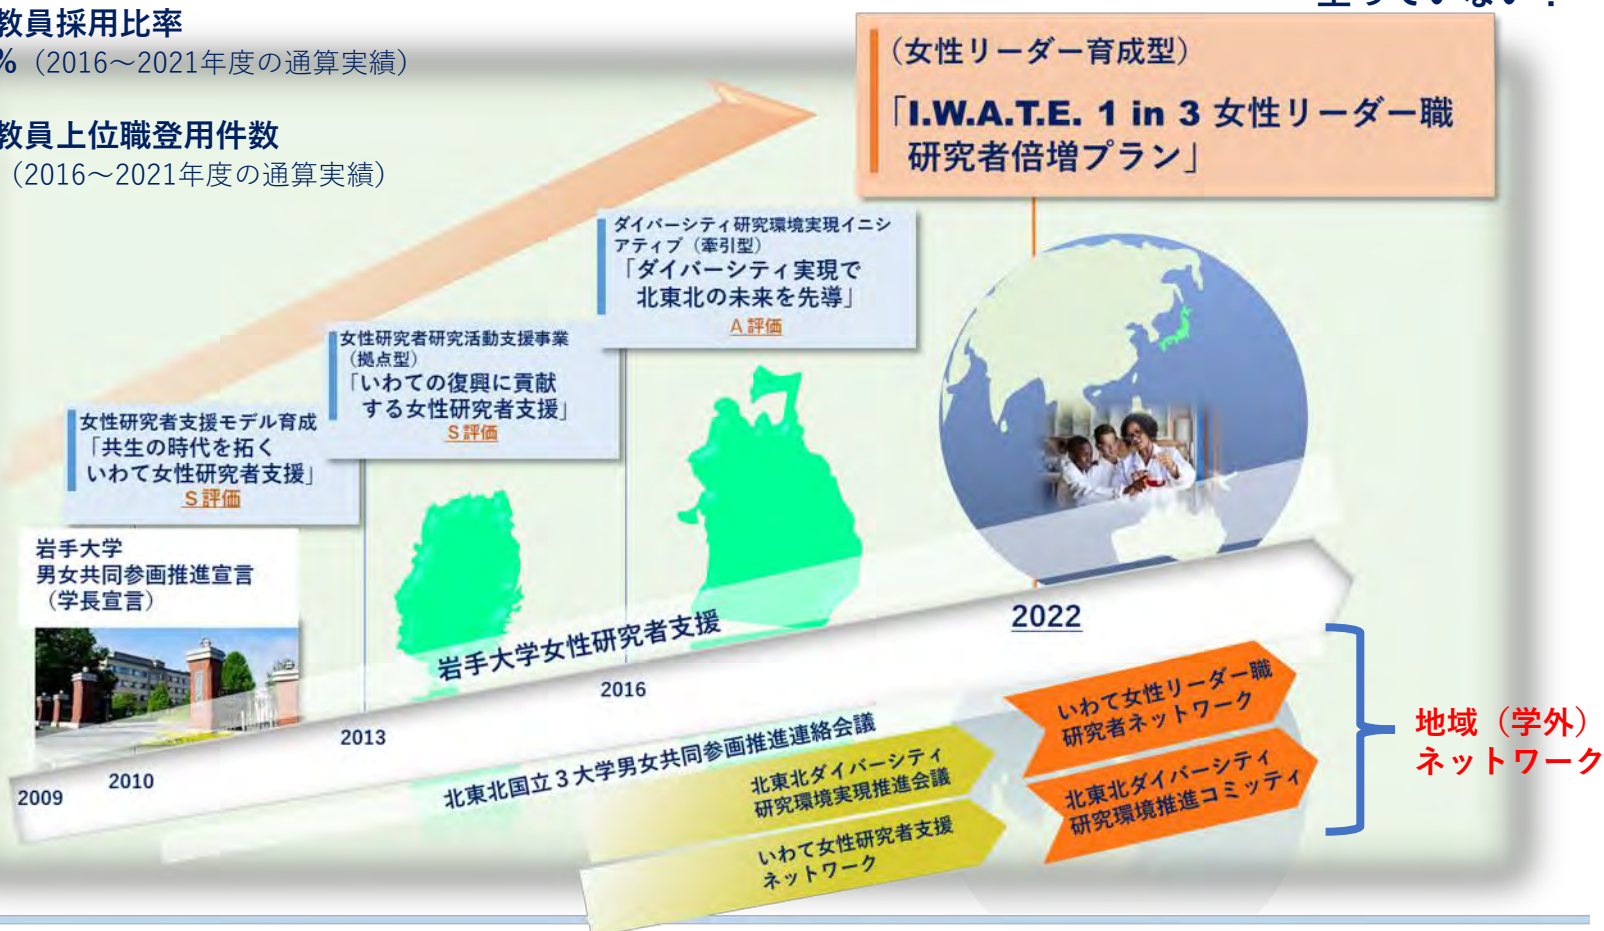 教員採用比率
%（2016～2021年度の通算実績）
教員上位職登用件数
（2016～2021年度の通算実績）
（女性リーダー育成型）
「I.W.A.T.E. 1 in 3 女性リーダー職
研究者倍増プラン」
ダイバーシティ研究環境実現イニシ
アティブ（牽引型）
「ダイバーシティ実現で
北東北の未来を先導」
A評価
女性研究者研究活動支援事業
（拠点型）
「いわての復興に貢献
する女性研究者支援」
S評価
女性研究者支援モデル育成
「共生の時代を拓く
いわて女性研究者支援」
S評価
岩手大学
男女共同参画推進宣言
（学長宣言）
岩手大学女性研究者支援
2022
2016
2013
2010
2009
北東北国立３大学男女共同参画推進連絡会議
北東北ダイバーシティ
研究環境実現推進会議
いわて女性研究者支援
ネットワーク
いわて女性リーダー職
研究者ネットワーク
北東北ダイバーシティ
研究環境推進コミッティ
地域（学外）
ネットワーク